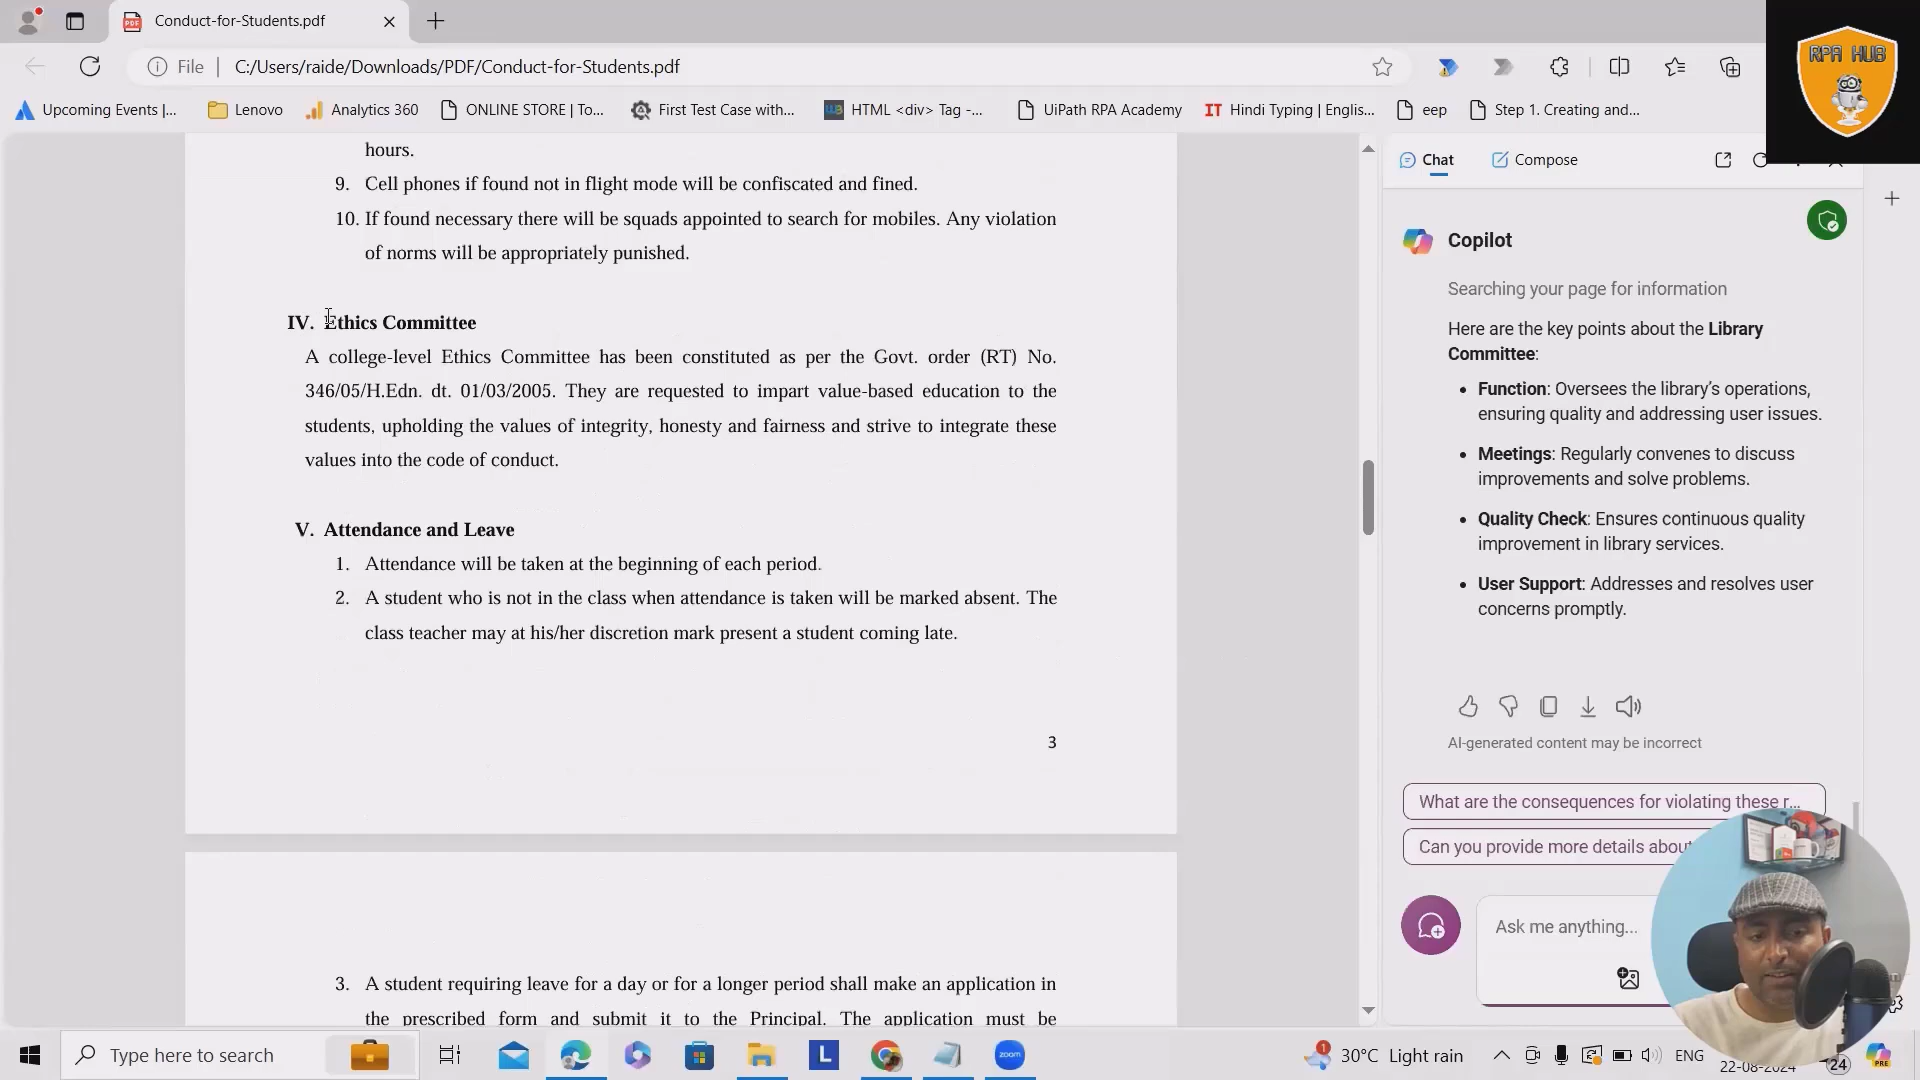 Conduct-for-Students.pdf
File
C:/Users/raide/Downloads/PDF/Conduct-for-Students.pdf
RPA HUB
Upcoming Events |...
Lenovo
Analytics 360
ONLINE STORE | To...
First Test Case with...
HTML <div> Tag -...
UiPath RPA Academy
IT Hindi Typing | Englis...
eep
Step 1. Creating and...
hours.
9. Cell phones if found not in flight mode will be confiscated and fined.
10. If found necessary there will be squads appointed to search for mobiles. Any violation
of norms will be appropriately punished.
IV. Ethics Committee
A college-level Ethics Committee has been constituted as per the Govt. order (RT) No.
346/05/H.Edn. dt. 01/03/2005. They are requested to impart value-based education to the
students, upholding the values of integrity, honesty and fairness and strive to integrate these
values into the code of conduct.
V. Attendance and Leave
1. Attendance will be taken at the beginning of each period.
2. A student who is not in the class when attendance is taken will be marked absent. The
class teacher may at his/her discretion mark present a student coming late.
3
3. A student requiring leave for a day or for a longer period shall make an application in
the prescribed form and submit it to the Principal. The application must be
Chat
Compose
Copilot
Searching your page for information
Here are the key points about the Library
Committee:
• Function: Oversees the library's operations,
ensuring quality and addressing user issues.
• Meetings: Regularly convenes to discuss
improvements and solve problems.
• Quality Check: Ensures continuous quality
improvement in library services.
• User Support: Addresses and resolves user
concerns promptly.
AI-generated content may be incorrect
What are the consequences for violating these r...
Can you provide more details about
Ask me anything...
Type here to search
L
zoom
1
30°C Light rain
ENG
22-08-2024
24
PRE